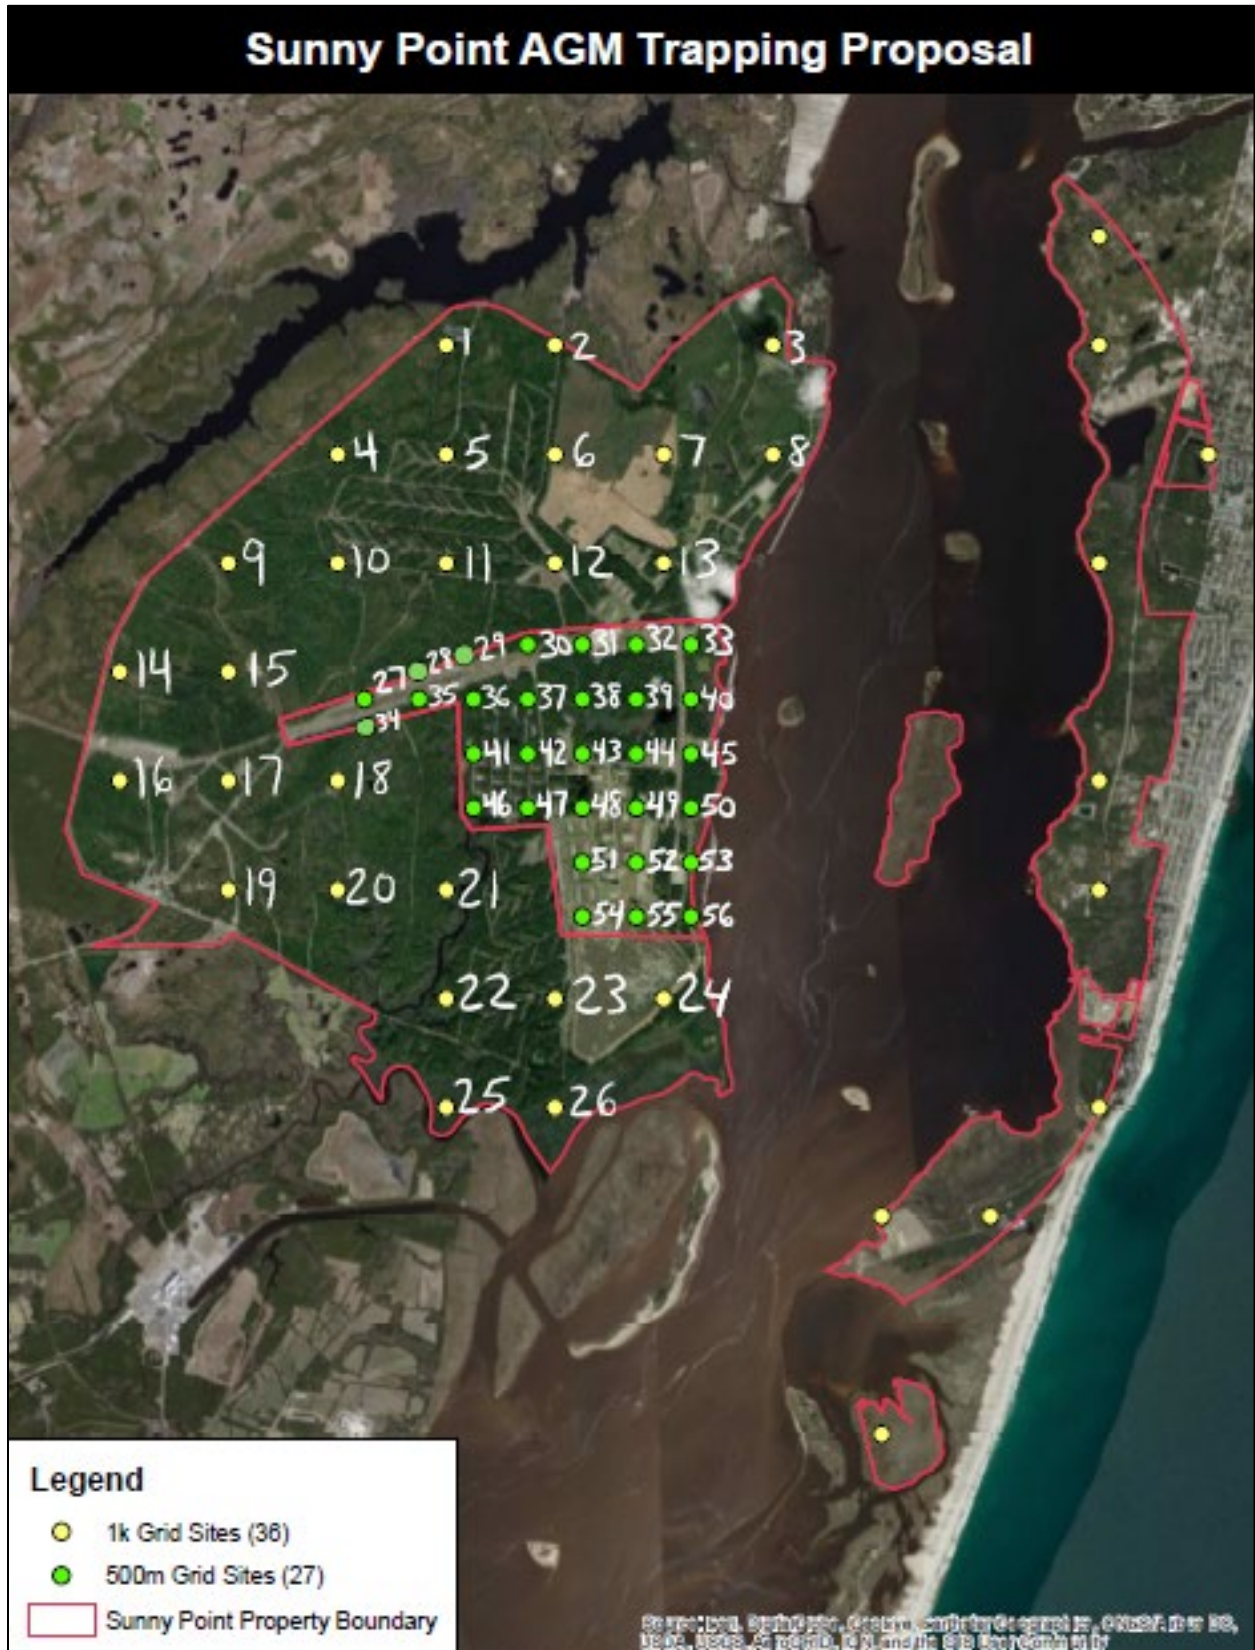 Sunny Point AGM Trapping Proposal
1 2 3
4 5 6 7 8
9 10 11 12 13
30 31 32 33
27 28 29
14 15
35 36 37 38 39 40
34
41 42 43 44 45
16 17 18
46 47 48 49 50
51 52 53
19 20 21
54 55 56
22 23 24
25 26
Legend
1k Grid Sites (36)
500m Grid Sites (27)
Sunny Point Property Boundary